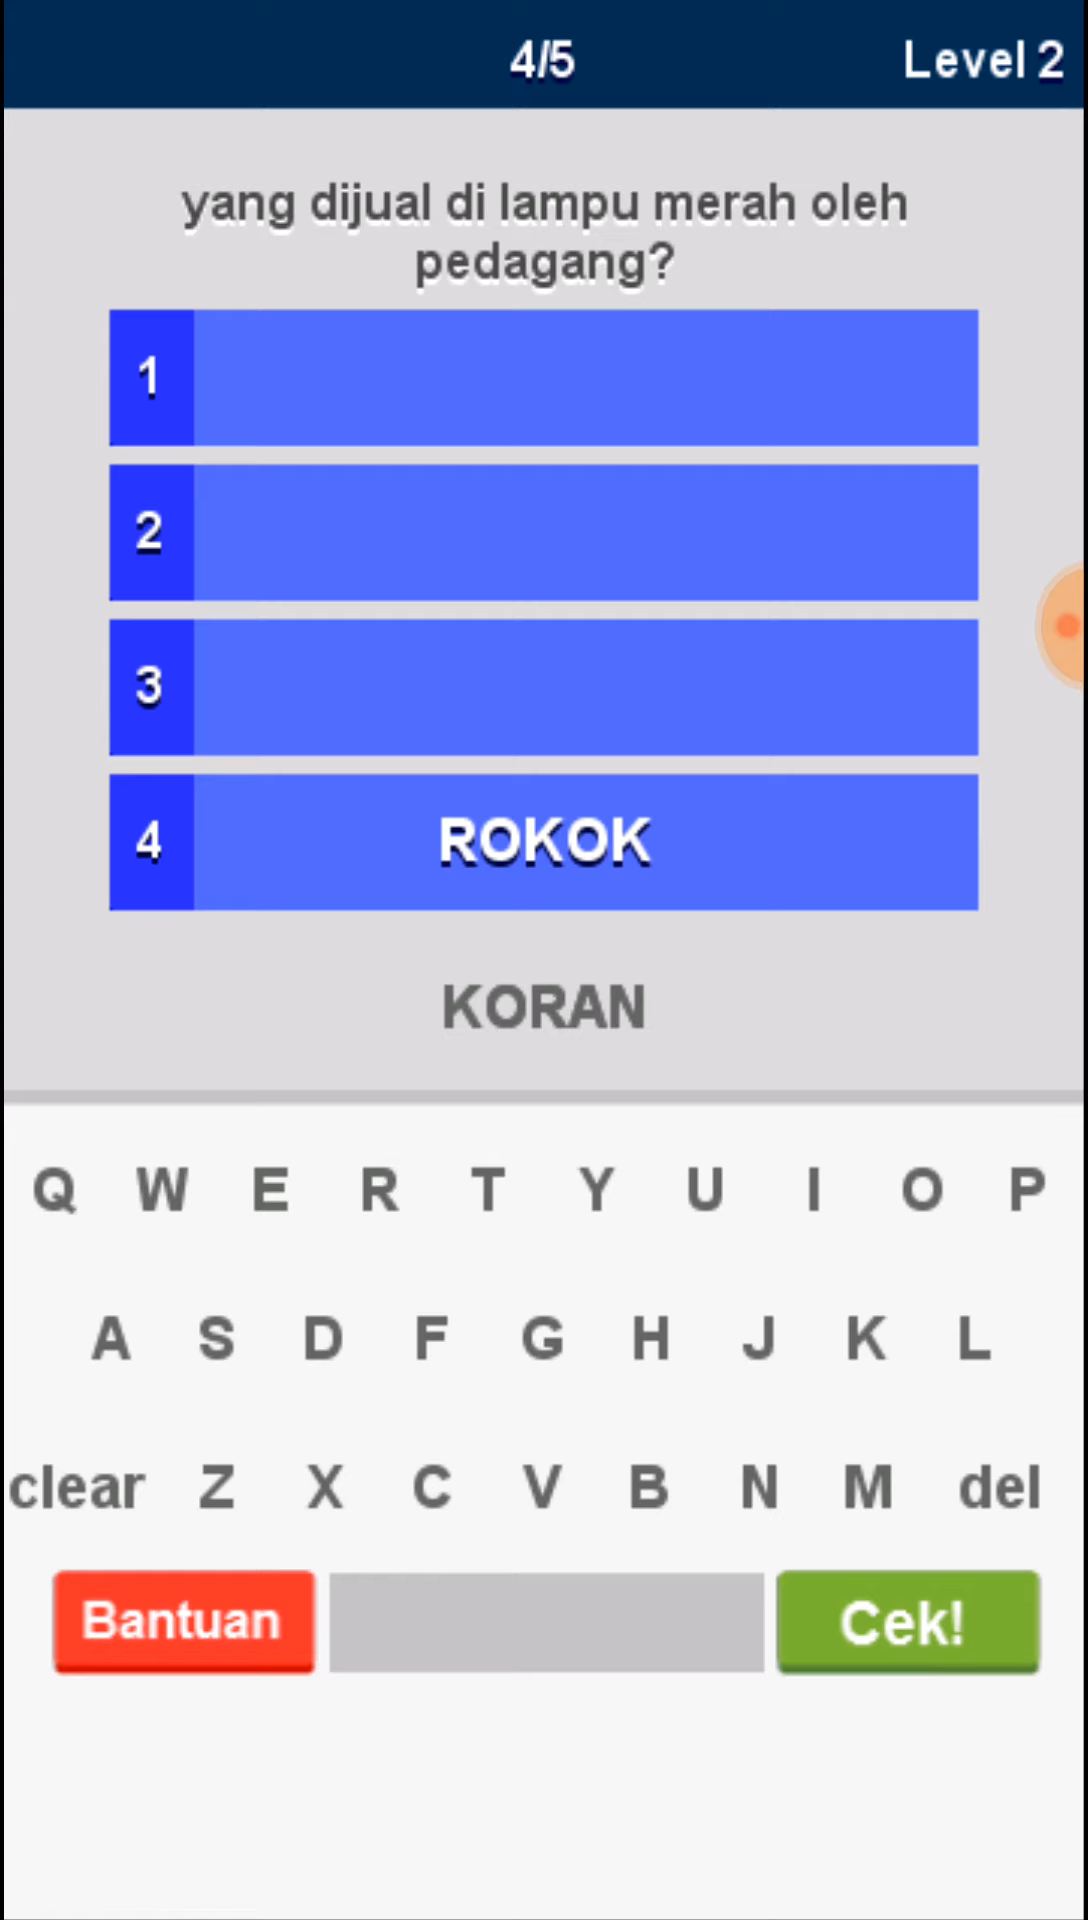 4/5 Level 2
yang dijual di lampu merah oleh
pedagang?
1
2
3
4 ROKOK
KORAN
Q W E R T Y U I O P
A S D F G H J K L
clear Z X C V B N M del
Bantuan Cek!